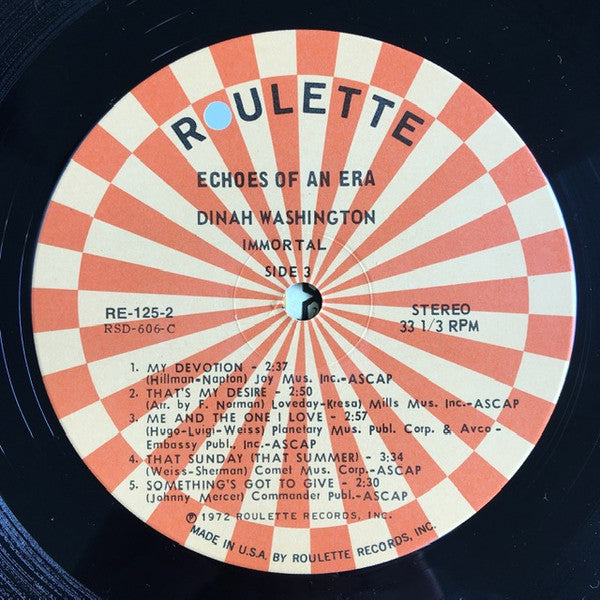 ROULETTE
ECHOES OF AN ERA
DINAH WASHINGTON
IMMORTAL
SIDE 3
RE-125-2
RSD-606-C
STEREO
33 1/3 RPM
1. MY DEVOTION - 2:37
(Hillman-Napton) Joy Mus. Inc.-ASCAP
2. THAT'S MY DESIRE - 2:50
(Arr. by F. Norman) Loveday-Kresa) Mills Mus. Inc.-ASCAP
3. ME AND THE ONE I LOVE - 2:57
(Hugo-Luigi-Weiss) Planetary Mus. Publ. Corp. & Avco-
Embassy Publ., Inc.-ASCAP
4. THAT SUNDAY (THAT SUMMER) - 3:34
(Weiss-Sherman) Comet Mus. Corp.-ASCAP
5. SOMETHING'S GOT TO GIVE - 2:30
(Johnny Mercer) Commander Publ.-ASCAP
℗ 1972 ROULETTE RECORDS, INC.
MADE IN U.S.A. BY ROULETTE RECORDS, INC.